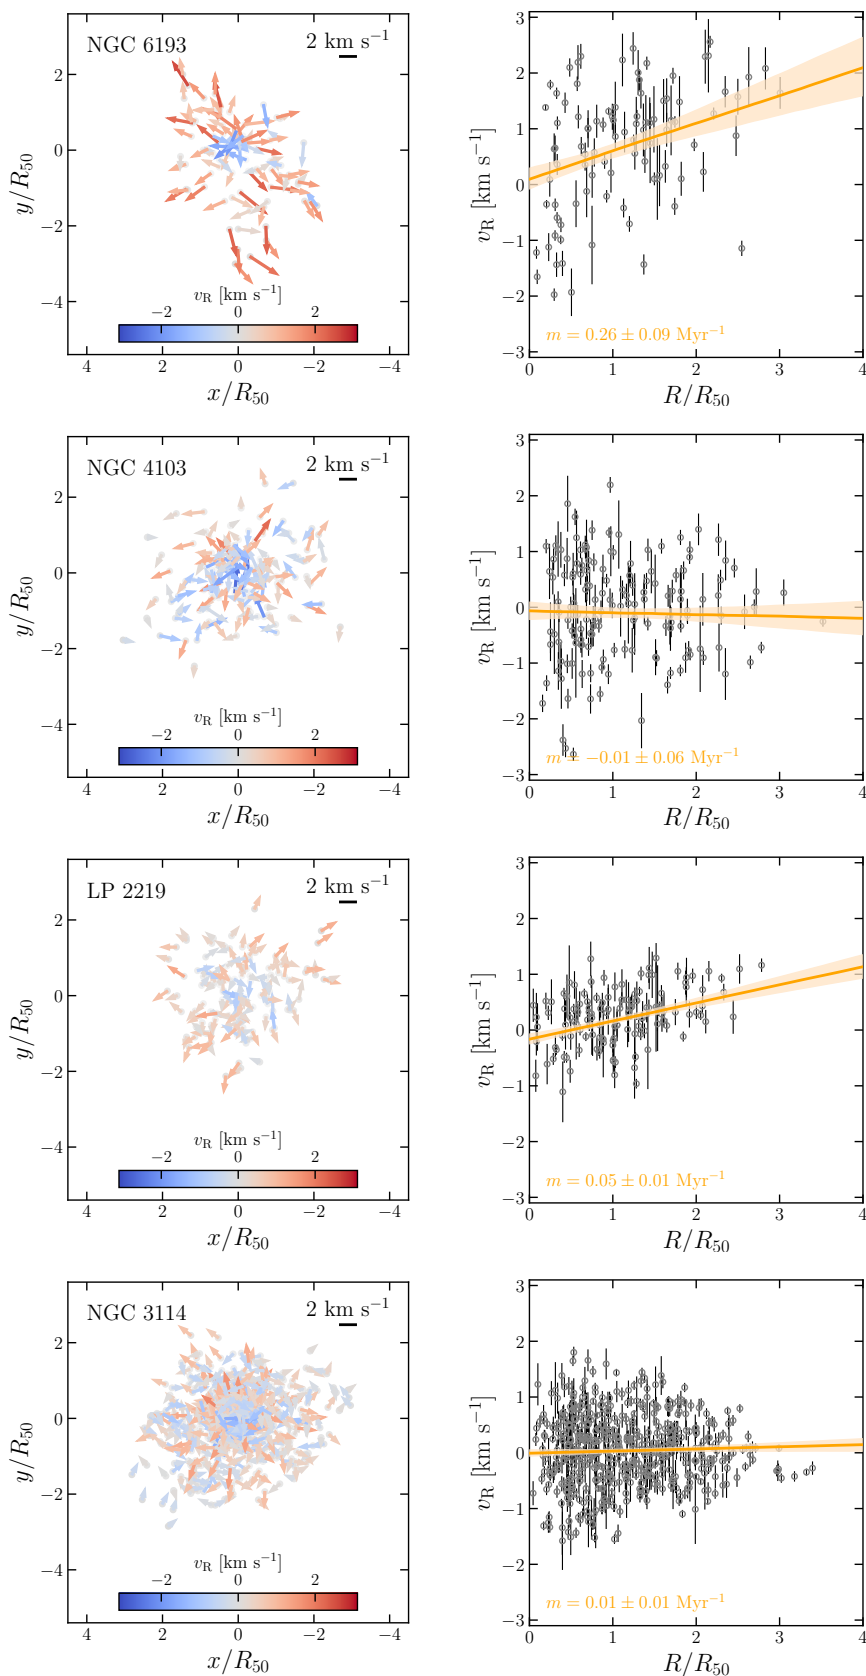 NGC 6193
2 km s⁻¹
y/R₅₀
2
0
−2
−4
v_R [km s⁻¹]
−2 0 2
4 2 0 −2 −4
x/R₅₀
v_R [km s⁻¹]
3
2
1
0
−1
−2
−3
m = 0.26 ± 0.09 Myr⁻¹
0 1 2 3 4
R/R₅₀
NGC 4103
2 km s⁻¹
y/R₅₀
2
0
−2
−4
v_R [km s⁻¹]
−2 0 2
4 2 0 −2 −4
x/R₅₀
v_R [km s⁻¹]
3
2
1
0
−1
−2
−3
m = −0.01 ± 0.06 Myr⁻¹
0 1 2 3 4
R/R₅₀
LP 2219
2 km s⁻¹
y/R₅₀
2
0
−2
−4
v_R [km s⁻¹]
−2 0 2
4 2 0 −2 −4
x/R₅₀
v_R [km s⁻¹]
3
2
1
0
−1
−2
−3
m = 0.05 ± 0.01 Myr⁻¹
0 1 2 3 4
R/R₅₀
NGC 3114
2 km s⁻¹
y/R₅₀
2
0
−2
−4
v_R [km s⁻¹]
−2 0 2
4 2 0 −2 −4
x/R₅₀
v_R [km s⁻¹]
3
2
1
0
−1
−2
−3
m = 0.01 ± 0.01 Myr⁻¹
0 1 2 3 4
R/R₅₀